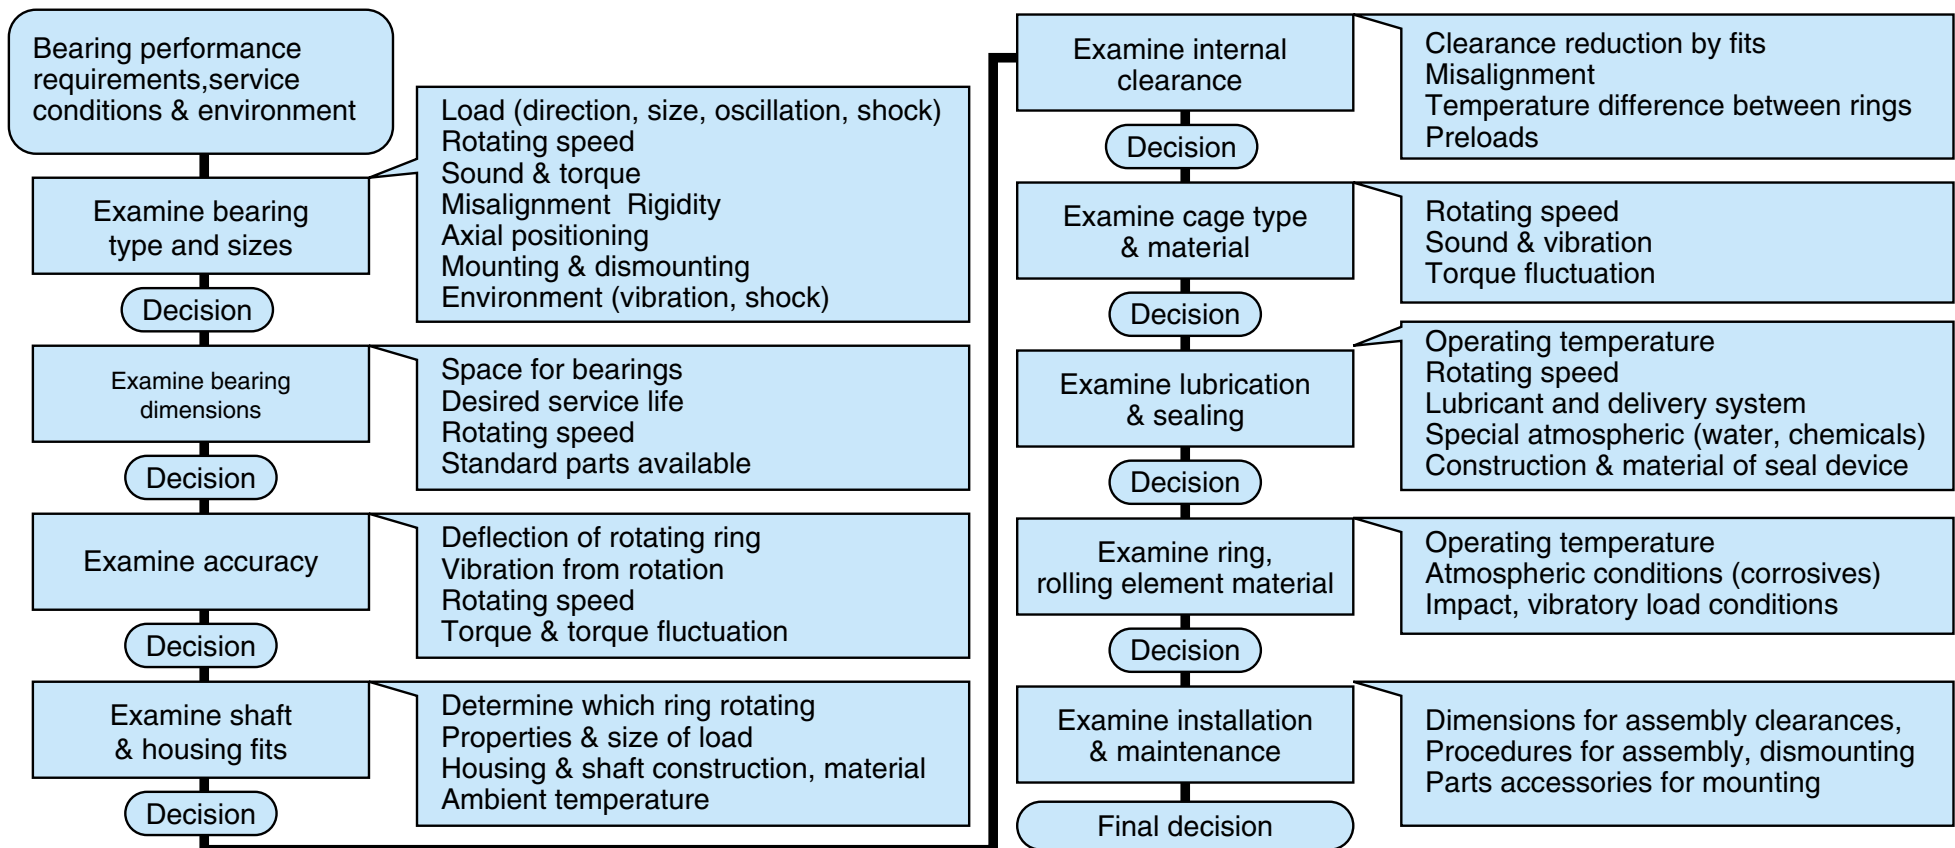 Bearing performance
requirements,service
conditions & environment
Examine bearing
type and sizes
Load (direction, size, oscillation, shock)
Rotating speed
Sound & torque
Misalignment  Rigidity
Axial positioning
Mounting & dismounting
Environment (vibration, shock)
Decision
Examine bearing
dimensions
Space for bearings
Desired service life
Rotating speed
Standard parts available
Decision
Examine accuracy
Deflection of rotating ring
Vibration from rotation
Rotating speed
Torque & torque fluctuation
Decision
Examine shaft
& housing fits
Determine which ring rotating
Properties & size of load
Housing & shaft construction, material
Ambient temperature
Decision
Examine internal
clearance
Clearance reduction by fits
Misalignment
Temperature difference between rings
Preloads
Decision
Examine cage type
& material
Rotating speed
Sound & vibration
Torque fluctuation
Decision
Examine lubrication
& sealing
Operating temperature
Rotating speed
Lubricant and delivery system
Special atmospheric (water, chemicals)
Construction & material of seal device
Decision
Examine ring,
rolling element material
Operating temperature
Atmospheric conditions (corrosives)
Impact, vibratory load conditions
Decision
Examine installation
& maintenance
Dimensions for assembly clearances,
Procedures for assembly, dismounting
Parts accessories for mounting
Final decision